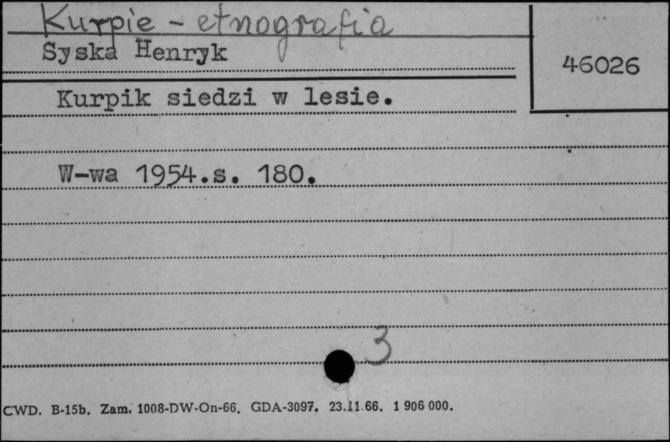 Kurpie - etnografia
Syska Henryk
46026
Kurpik siedzi w lesie.
W-wa 1954.s. 180.
3
CWD. B-15b. Zam. 1008-DW-On-66. GDA-3097. 23.11.66. 1 906 000.